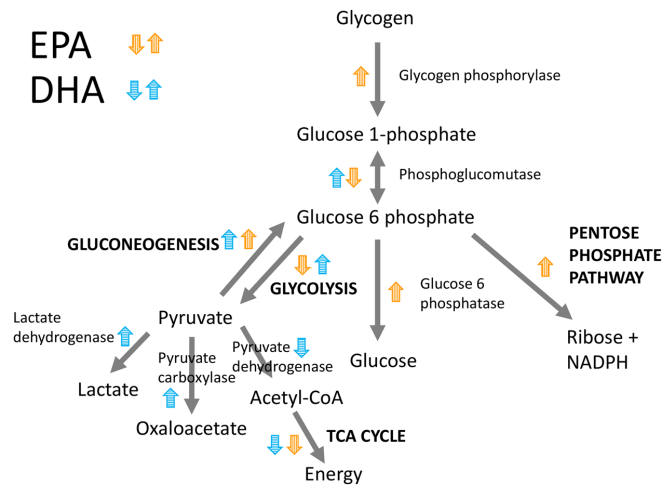 Glycogen
EPA
DHA
Glycogen phosphorylase
Glucose 1-phosphate
Phosphoglucomutase
Glucose 6 phosphate
GLUCONEOGENESIS
GLYCOLYSIS
Glucose 6
phosphatase
PENTOSE
PHOSPHATE
PATHWAY
Lactate
dehydrogenase
Pyruvate
Pyruvate
carboxylase
Pyruvate
dehydrogenase
Glucose
Ribose +
NADPH
Lactate
Acetyl-CoA
Oxaloacetate
TCA CYCLE
Energy